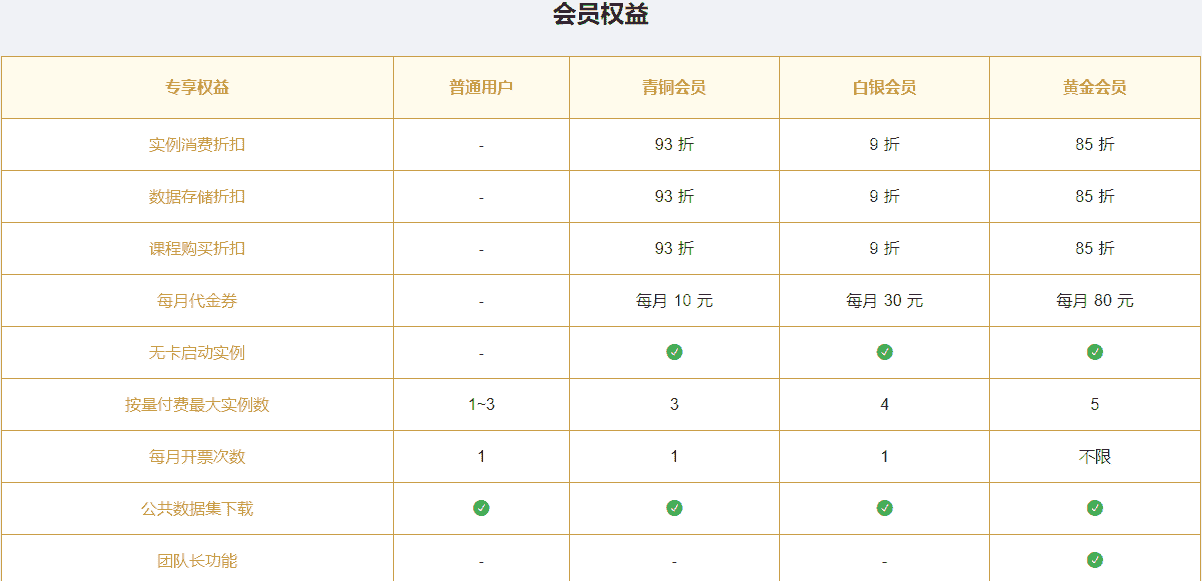 会员权益
专享权益 普通用户 青铜会员 白银会员 黄金会员
实例消费折扣 - 93 折 9 折 85 折
数据存储折扣 - 93 折 9 折 85 折
课程购买折扣 - 93 折 9 折 85 折
每月代金券 - 每月 10 元 每月 30 元 每月 80 元
无卡启动实例 -
按量付费最大实例数 1~3 3 4 5
每月开票次数 1 1 1 不限
公共数据集下载
团队长功能 - - -